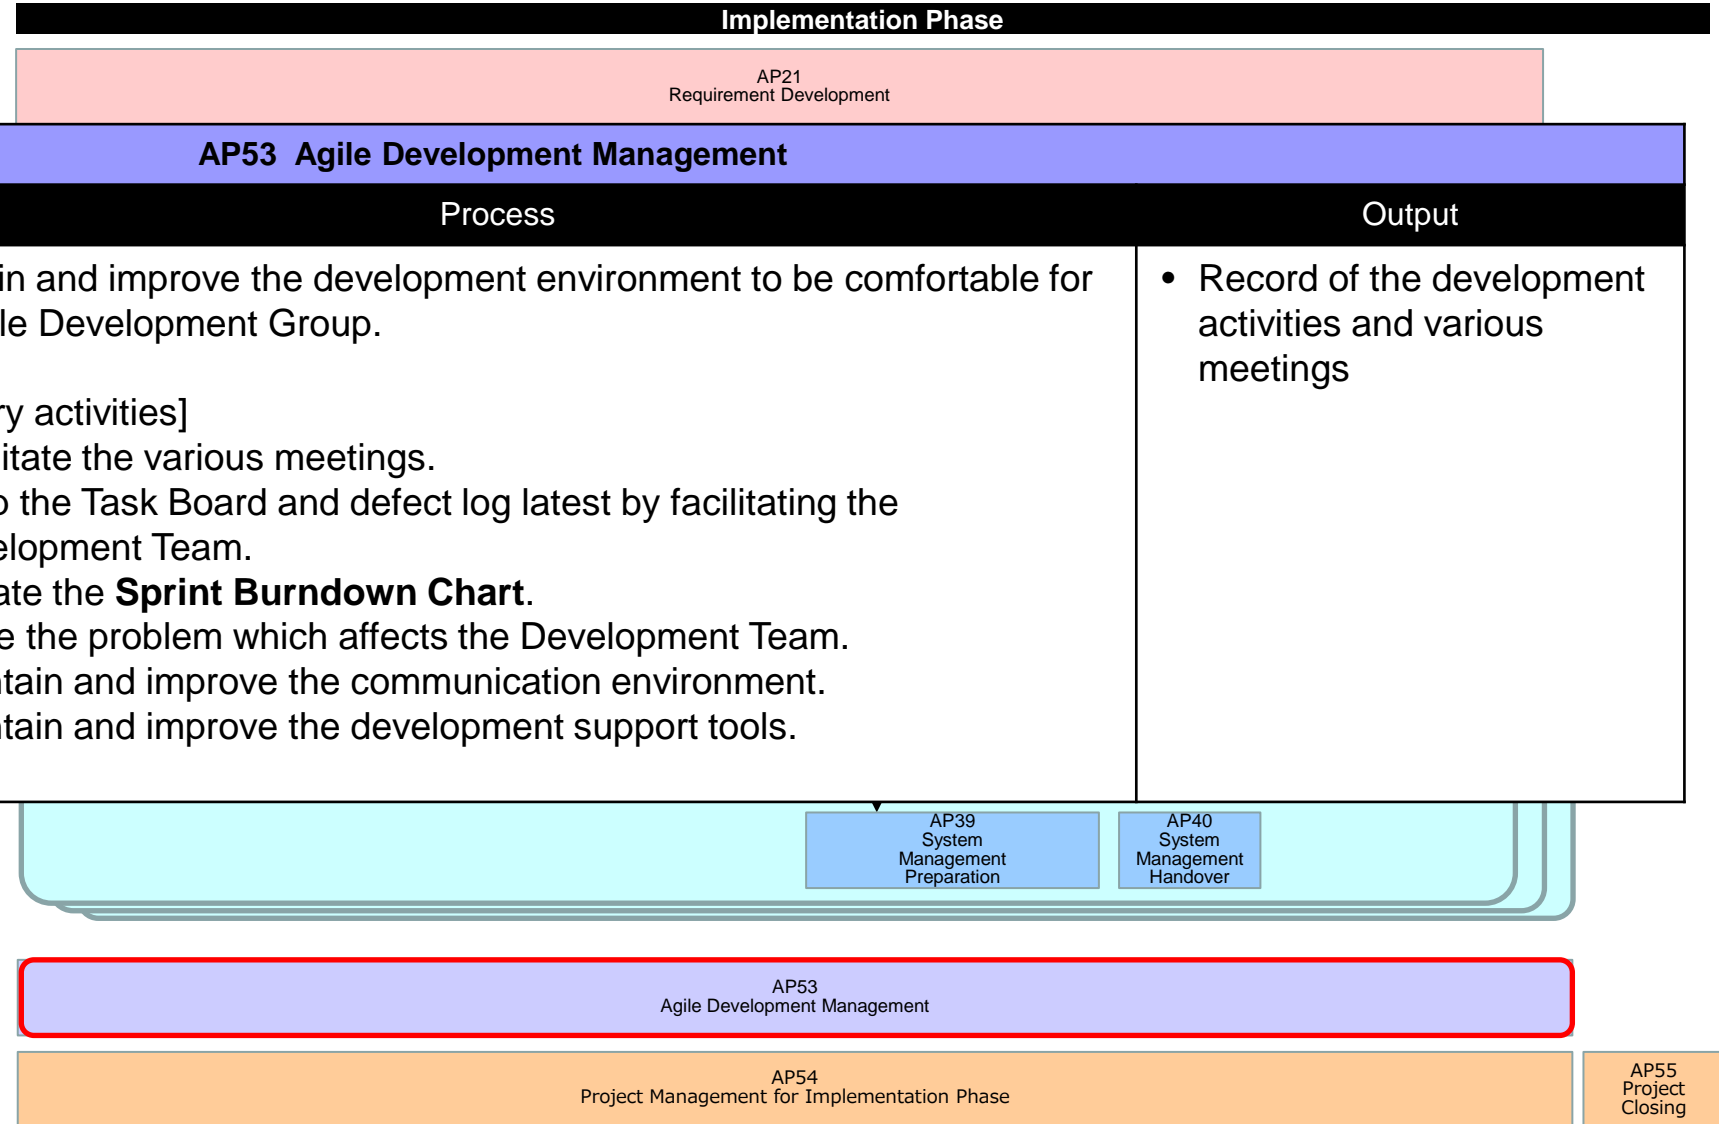 Implementation Phase
AP21
Requirement Development
AP53 Agile Development Management
Process
Output
in and improve the development environment to be comfortable for
le Development Group.
ry activities]
itate the various meetings.
o the Task Board and defect log latest by facilitating the
elopment Team.
ate the Sprint Burndown Chart.
e the problem which affects the Development Team.
ntain and improve the communication environment.
ntain and improve the development support tools.
• Record of the development
activities and various
meetings
AP39
System
Management
Preparation
AP40
System
Management
Handover
AP53
Agile Development Management
AP54
Project Management for Implementation Phase
AP55
Project
Closing